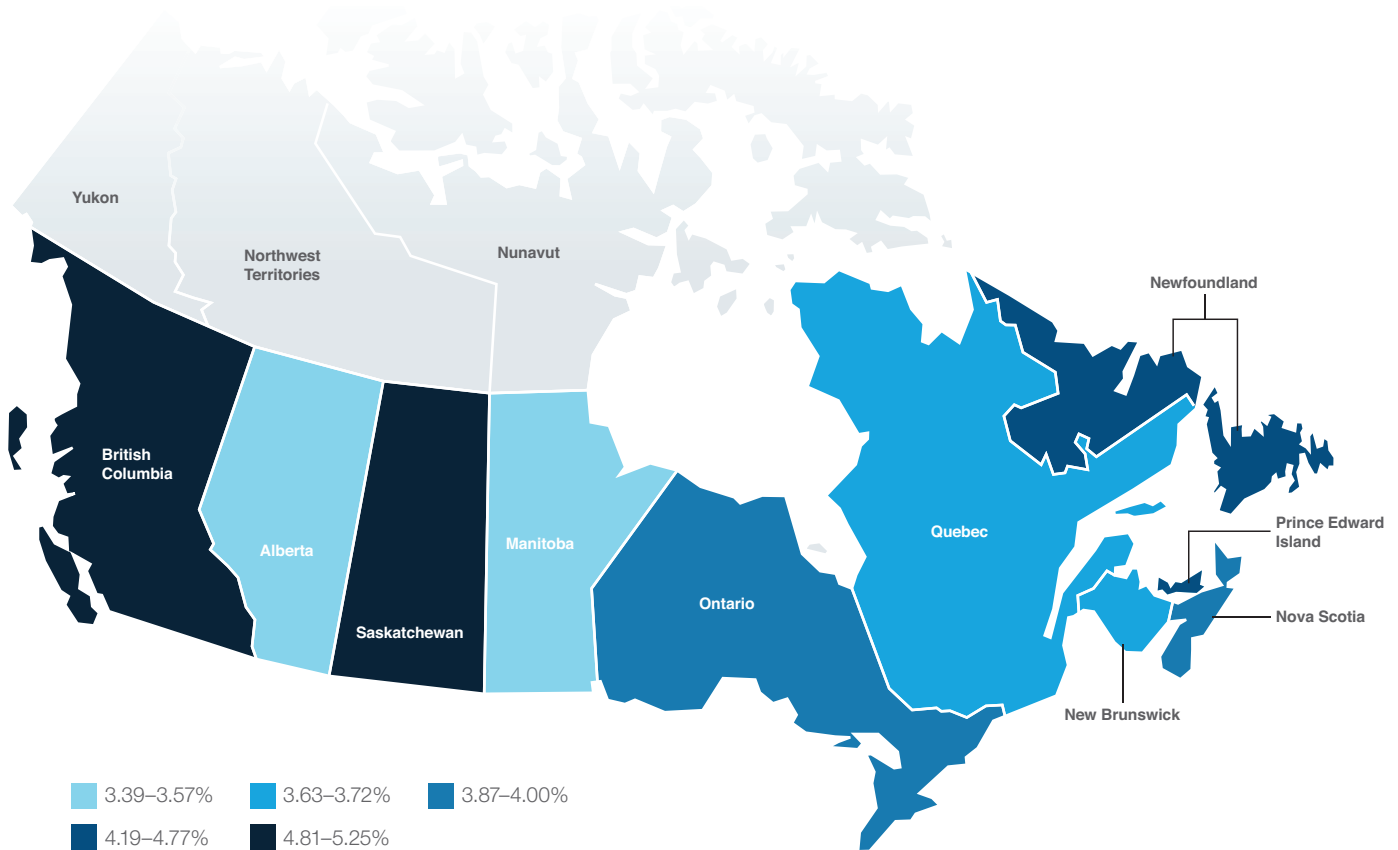 Yukon
Northwest
Territories
Nunavut
Newfoundland
British
Columbia
Alberta
Saskatchewan
Manitoba
Ontario
Quebec
Prince Edward
Island
Nova Scotia
New Brunswick
3.39–3.57%
3.63–3.72%
3.87–4.00%
4.19–4.77%
4.81–5.25%